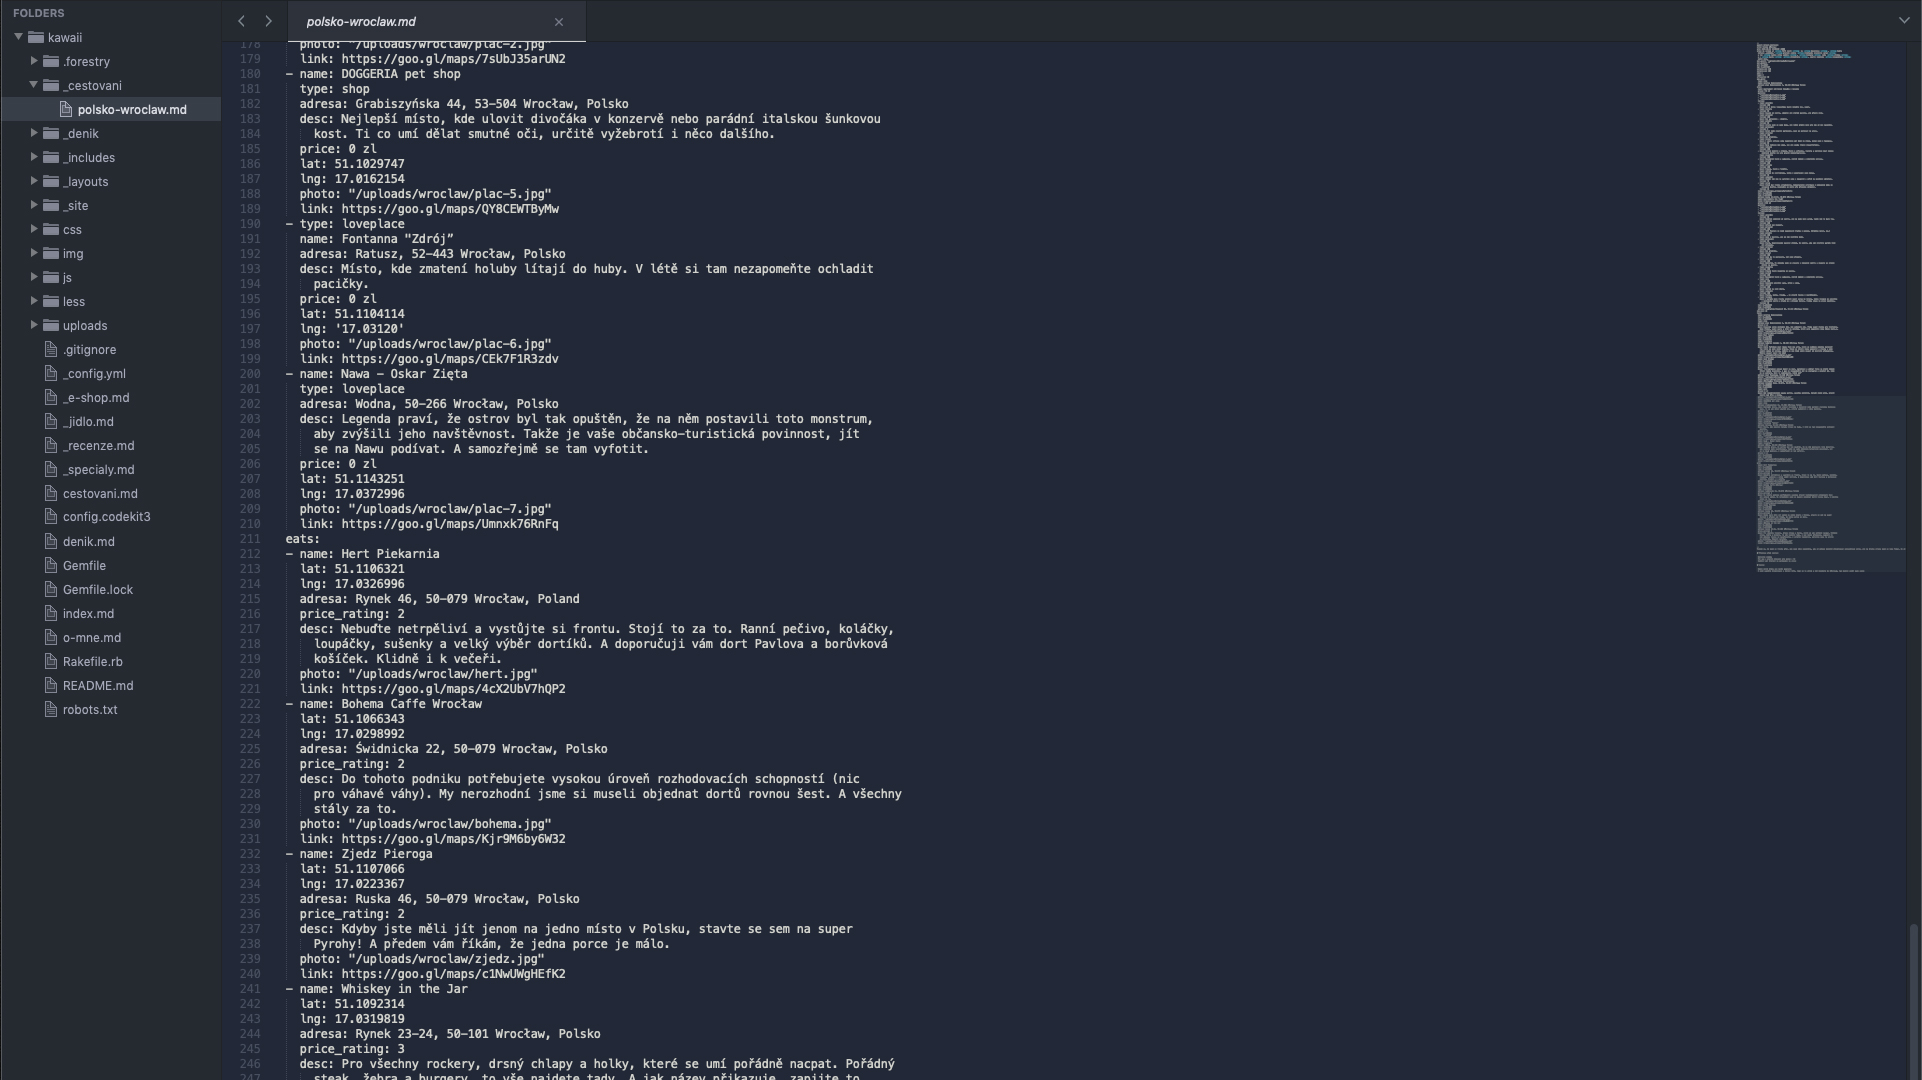 FOLDERS
kawaii
.forestry
_cestovani
polsko-wroclaw.md
_denik
_includes
_layouts
_site
css
img
js
less
uploads
.gitignore
_config.yml
_e-shop.md
_jidlo.md
_recenze.md
_specialy.md
cestovani.md
config.codekit3
denik.md
Gemfile
Gemfile.lock
index.md
o-mne.md
Rakefile.rb
README.md
robots.txt
polsko-wroclaw.md
178 photo: "/uploads/wroclaw/plac-2.jpg"
179 link: https://goo.gl/maps/7sUbJ35arUN2
180 - name: DOGGERIA pet shop
181 type: shop
182 adresa: Grabiszyńska 44, 53-504 Wrocław, Polsko
183 desc: Nejlepší místo, kde ulovit divočáka v konzervě nebo parádní italskou šunkovou
184 kost. Ti co umí dělat smutné oči, určitě vyžebrotí i něco dalšího.
185 price: 0 zl
186 lat: 51.1029747
187 lng: 17.0162154
188 photo: "/uploads/wroclaw/plac-5.jpg"
189 link: https://goo.gl/maps/QY8CEWTByMw
190 - type: loveplace
191 name: Fontanna "Zdrój”
192 adresa: Ratusz, 52-443 Wrocław, Polsko
193 desc: Místo, kde zmatení holuby lítají do huby. V létě si tam nezapomeňte ochladit
194 pacičky.
195 price: 0 zl
196 lat: 51.1104114
197 lng: '17.03120'
198 photo: "/uploads/wroclaw/plac-6.jpg"
199 link: https://goo.gl/maps/CEk7F1R3zdv
200 - name: Nawa - Oskar Zięta
201 type: loveplace
202 adresa: Wodna, 50-266 Wrocław, Polsko
203 desc: Legenda praví, že ostrov byl tak opuštěn, že na něm postavili toto monstrum,
204 aby zvýšili jeho navštěvnost. Takže je vaše občansko-turistická povinnost, jít
205 se na Nawu podívat. A samozřejmě se tam vyfotit.
206 price: 0 zl
207 lat: 51.1143251
208 lng: 17.0372996
209 photo: "/uploads/wroclaw/plac-7.jpg"
210 link: https://goo.gl/maps/Umnxk76RnFq
211 eats:
212 - name: Hert Piekarnia
213 lat: 51.1106321
214 lng: 17.0326996
215 adresa: Rynek 46, 50-079 Wrocław, Poland
216 price_rating: 2
217 desc: Nebuďte netrpěliví a vystůjte si frontu. Stojí to za to. Ranní pečivo, koláčky,
218 loupáčky, sušenky a velký výběr dortíků. A doporučuji vám dort Pavlova a borůvková
219 košíček. Klidně i k večeři.
220 photo: "/uploads/wroclaw/hert.jpg"
221 link: https://goo.gl/maps/4cX2UbV7hQP2
222 - name: Bohema Caffe Wrocław
223 lat: 51.1066343
224 lng: 17.0298992
225 adresa: Świdnicka 22, 50-079 Wrocław, Polsko
226 price_rating: 2
227 desc: Do tohoto podniku potřebujete vysokou úroveň rozhodovacích schopností (nic
228 pro váhavé váhy). My nerozhodní jsme si museli objednat dortů rovnou šest. A všechny
229 stály za to.
230 photo: "/uploads/wroclaw/bohema.jpg"
231 link: https://goo.gl/maps/Kjr9M6by6W32
232 - name: Zjedz Pieroga
233 lat: 51.1107066
234 lng: 17.0223367
235 adresa: Ruska 46, 50-079 Wrocław, Polsko
236 price_rating: 2
237 desc: Kdyby jste měli jít jenom na jedno místo v Polsku, stavte se sem na super
238 Pyrohy! A předem vám říkám, že jedna porce je málo.
239 photo: "/uploads/wroclaw/zjedz.jpg"
240 link: https://goo.gl/maps/c1NwUWgHEfK2
241 - name: Whiskey in the Jar
242 lat: 51.1092314
243 lng: 17.0319819
244 adresa: Rynek 23-24, 50-101 Wrocław, Polsko
245 price_rating: 3
246 desc: Pro všechny rockery, drsný chlapy a holky, které se umí pořádně nacpat. Pořádný
247 steak, žebra a burgery, to vše najdete tady. A jak název přikazuje, zapijte to